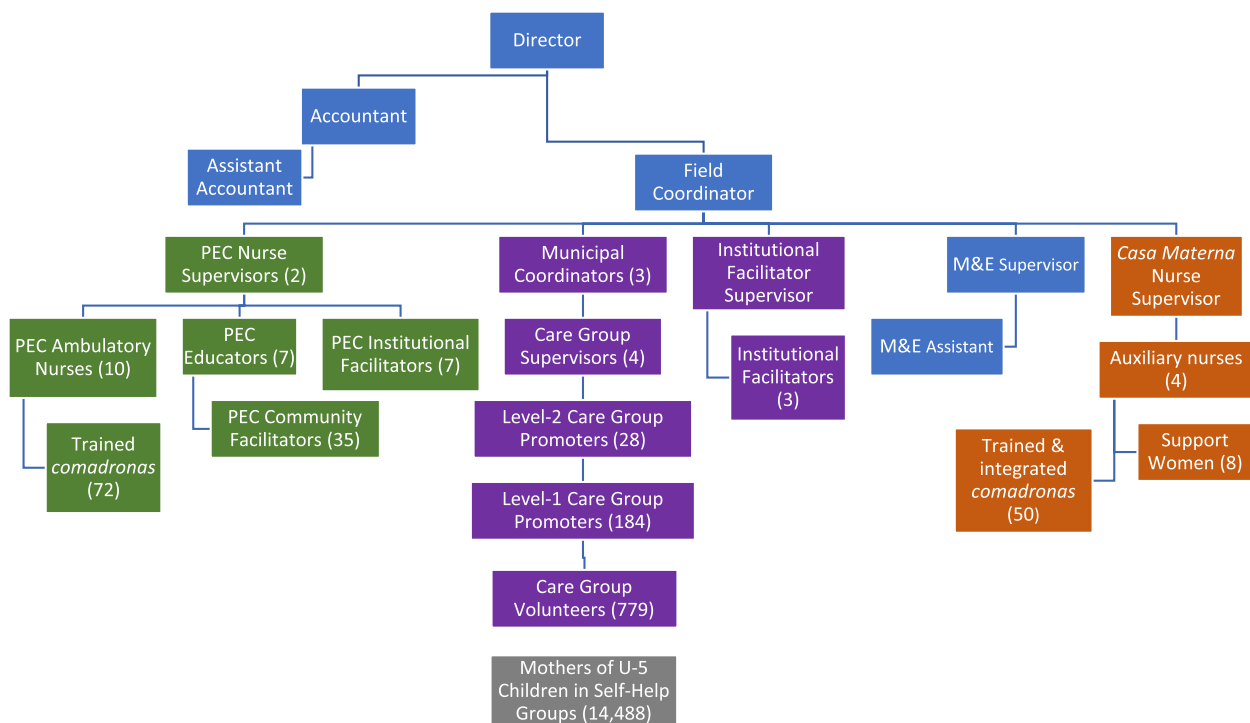 Director
Accountant
Assistant
Accountant
Field
Coordinator
PEC Nurse
Supervisors (2)
PEC Ambulatory
Nurses (10)
Trained
comadronas
(72)
PEC
Educators (7)
PEC Community
Facilitators (35)
PEC Institutional
Facilitators (7)
Municipal
Coordinators (3)
Care Group
Supervisors (4)
Level-2 Care Group
Promoters (28)
Level-1 Care Group
Promoters (184)
Care Group
Volunteers (779)
Mothers of U-5
Children in Self-Help
Groups (14,488)
Institutional
Facilitator
Supervisor
Institutional
Facilitators
(3)
M&E Supervisor
M&E Assistant
Casa Materna
Nurse
Supervisor
Auxiliary nurses
(4)
Trained &
integrated
comadronas
(50)
Support
Women (8)